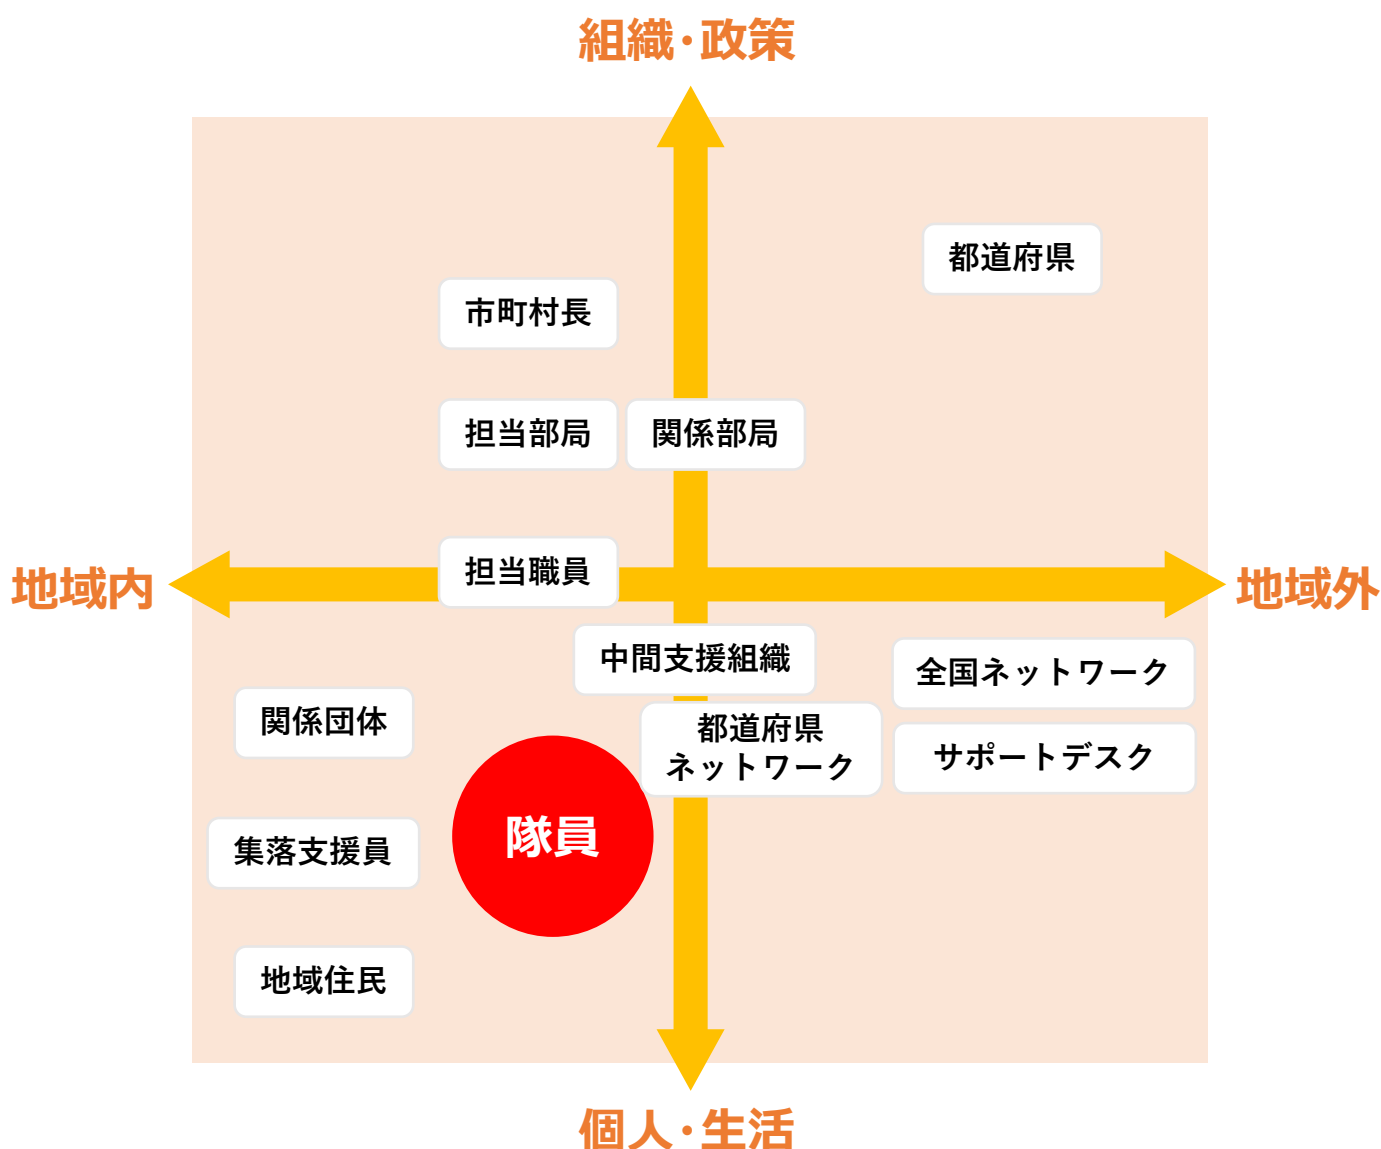 組織・政策
都道府県
市町村長
担当部局
関係部局
地域内
担当職員
地域外
中間支援組織
全国ネットワーク
関係団体
都道府県
ネットワーク
サポートデスク
隊員
集落支援員
地域住民
個人・生活